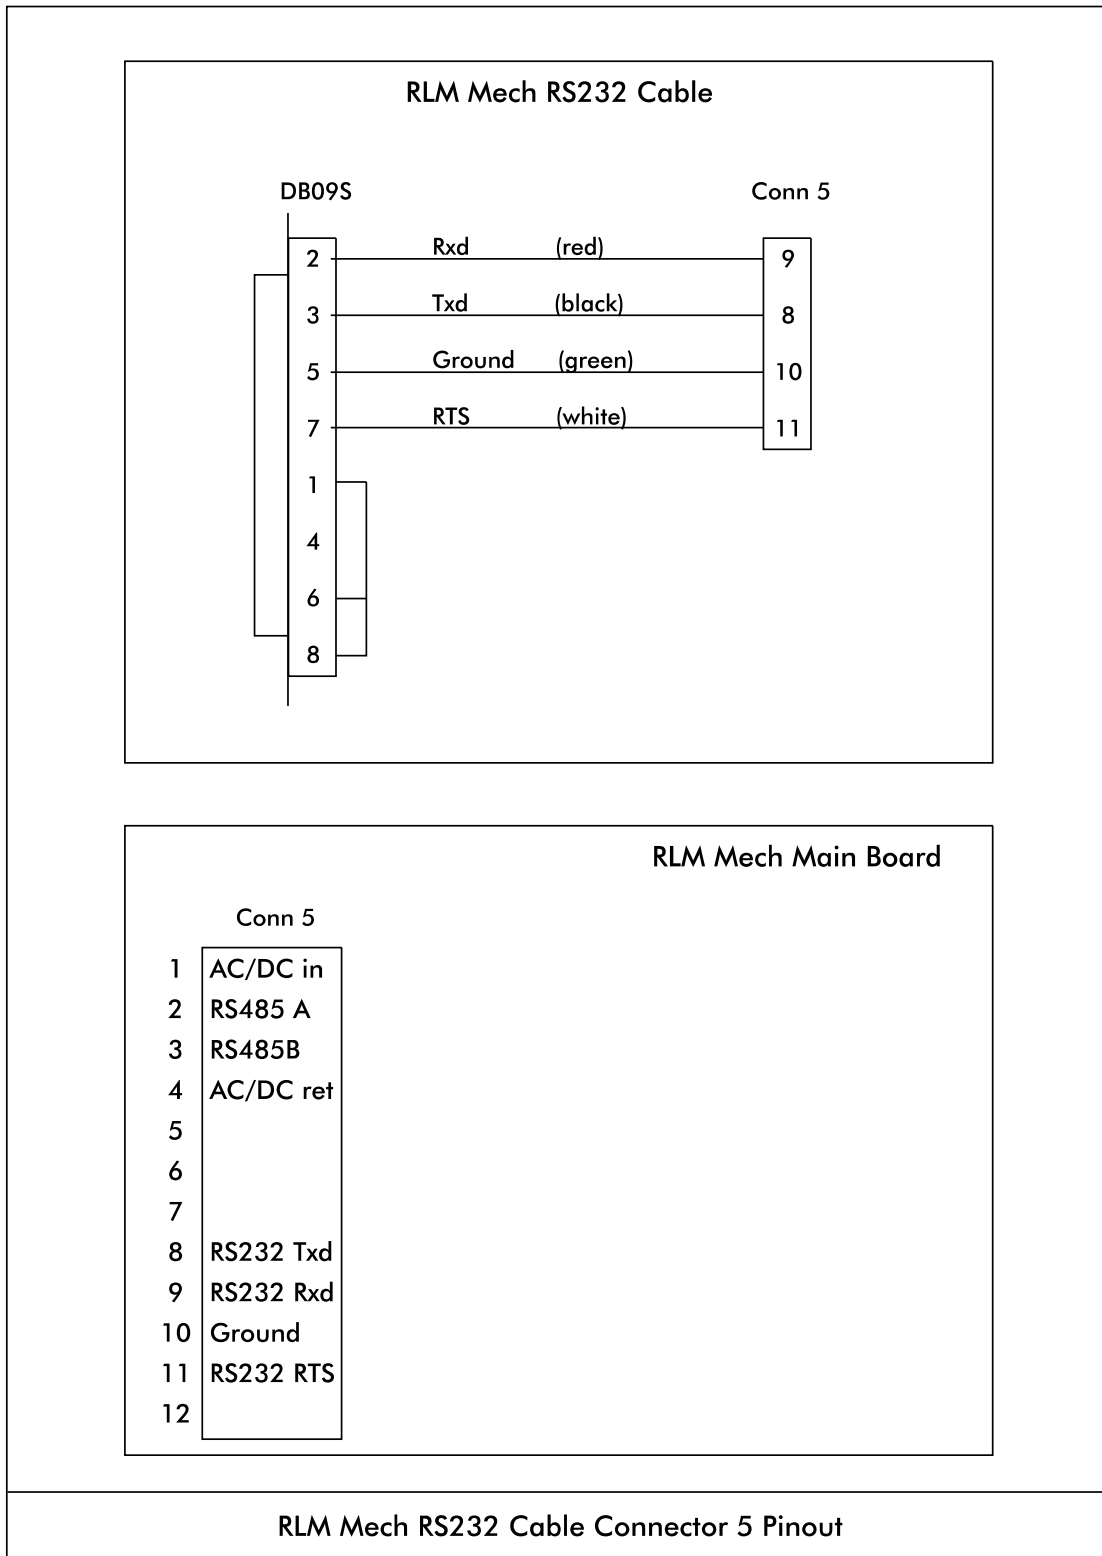 RLM Mech RS232 Cable
DB09S Conn 5
2 Rxd (red) 9
3 Txd (black) 8
5 Ground (green) 10
7 RTS (white) 11
1
4
6
8
RLM Mech Main Board
Conn 5
1 AC/DC in
2 RS485 A
3 RS485B
4 AC/DC ret
5
6
7
8 RS232 Txd
9 RS232 Rxd
10 Ground
11 RS232 RTS
12
RLM Mech RS232 Cable Connector 5 Pinout